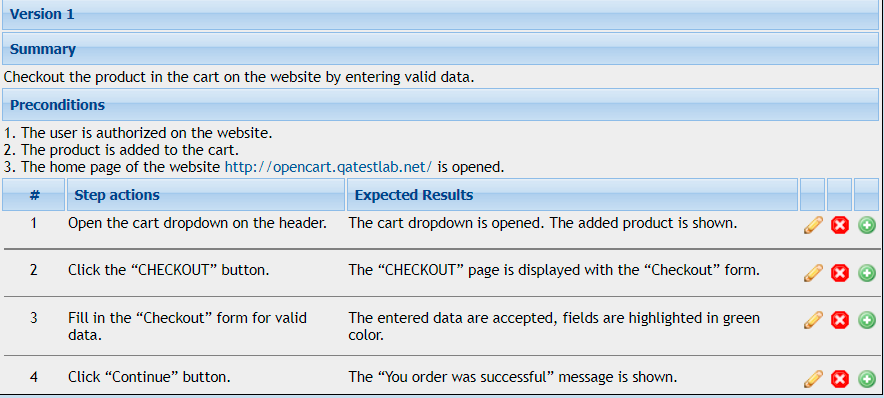 Version 1
Summary
Checkout the product in the cart on the website by entering valid data.
Preconditions
1. The user is authorized on the website.
2. The product is added to the cart.
3. The home page of the website http://opencart.qatestlab.net/ is opened.
# Step actions Expected Results
1 Open the cart dropdown on the header. The cart dropdown is opened. The added product is shown.
2 Click the “CHECKOUT” button. The “CHECKOUT” page is displayed with the “Checkout” form.
3 Fill in the “Checkout” form for valid The entered data are accepted, fields are highlighted in green
data. color.
4 Click “Continue” button. The “You order was successful” message is shown.